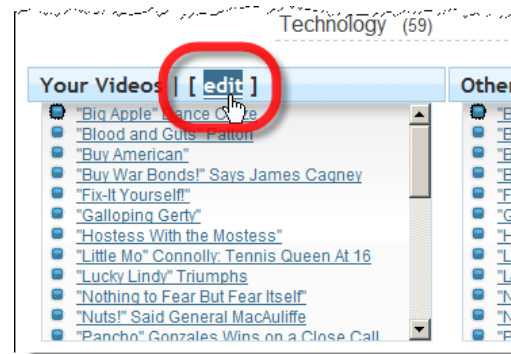 Technology (59)
Your Videos | [ edit ]
"Big Apple" Dance Craze
"Blood and Guts" Patton
"Buy American"
"Buy War Bonds!" Says James Cagney
"Fix-It Yourself!"
"Galloping Gerty"
"Hostess With the Mostess"
"Little Mo" Connolly: Tennis Queen At 16
"Lucky Lindy" Triumphs
"Nothing to Fear But Fear Itself"
"Nuts!" Said General MacAuliffe
"Pancho" Gonzales Wins on a Close Call